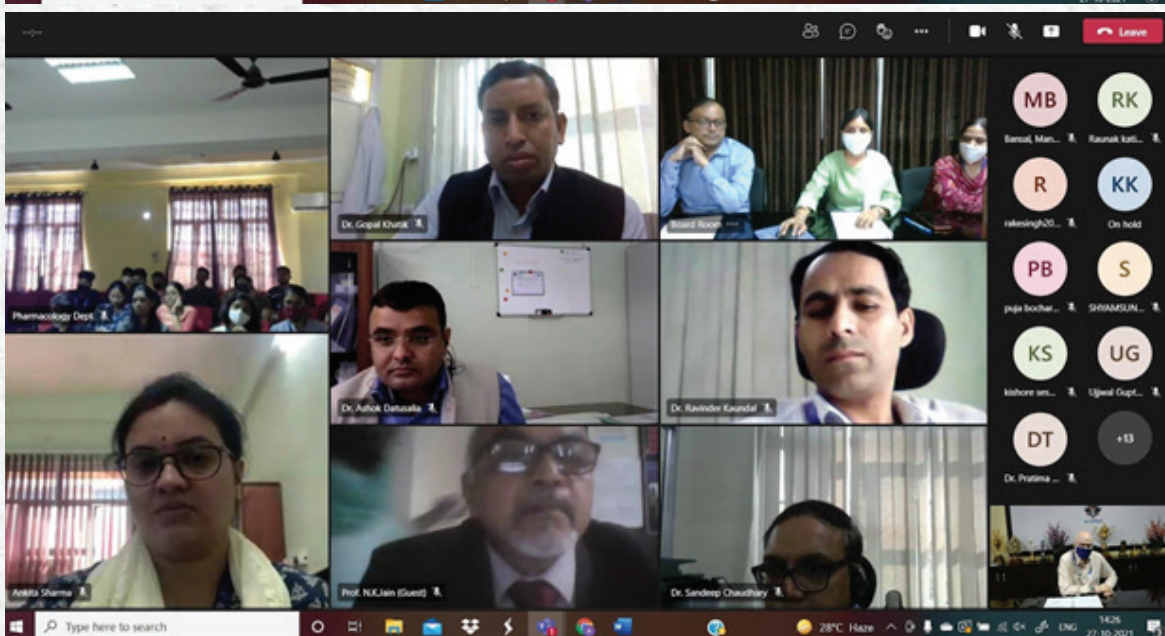 27-10-2021
Leave
Pharmacology Dept.
Dr. Gopal Khatik
Board Room
Dr. Ashok Datusalia
Dr. Ravinder Kaundal
Ankita Sharma
Prof. N.K.Jain (Guest)
Dr. Sandeep Chaudhary
MB
RK
Bansal, Man...
Raunak kati...
R
KK
rakesingh20...
On hold
PB
S
puja bochar...
SHYAMSUN...
KS
UG
kishore ses...
Ujjwal Gupt...
DT
+13
Dr. Pratima ...
Type here to search
28°C Haze
ENG
1426
27-10-2021